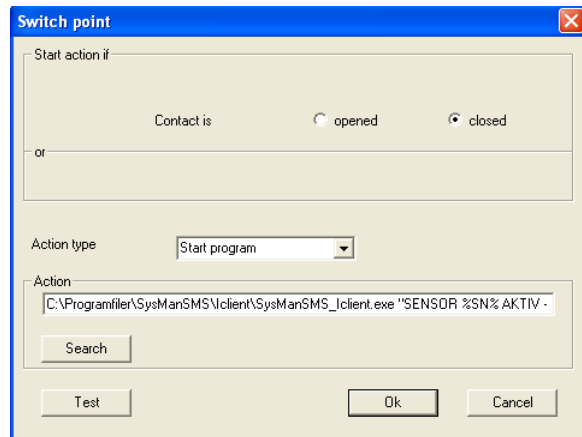 Switch point
Start action if
Contact is opened closed
or
Action type Start program
Action
C:\Programfiler\SysManSMS\Iclient\SysManSMS_Iclient.exe "SENSOR %SN% AKTIV -
Search
Test Ok Cancel